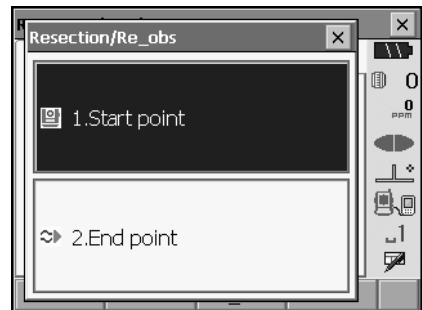 Resection/Re_obs
1.Start point
2.End point
0
0
PPM
1